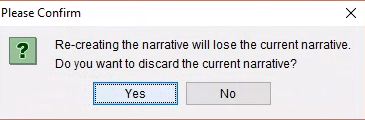 Please Confirm
Re-creating the narrative will lose the current narrative.
Do you want to discard the current narrative?
Yes
No